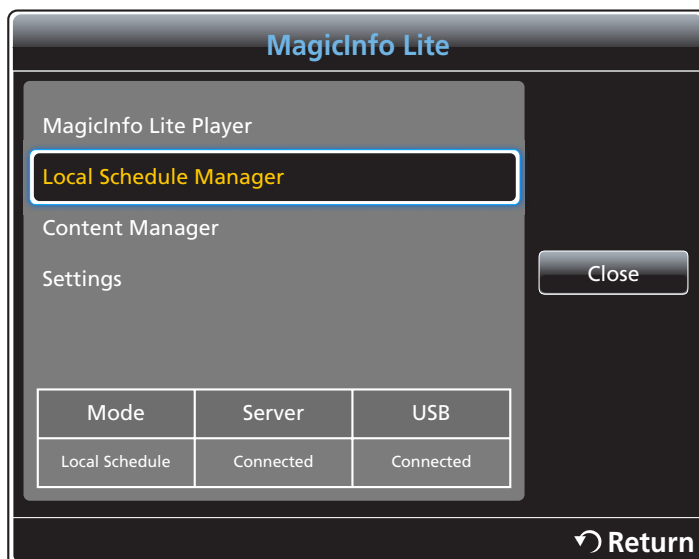 MagicInfo Lite
MagicInfo Lite Player
Local Schedule Manager
Content Manager
Settings
Close
Mode Server USB
Local Schedule Connected Connected
Return